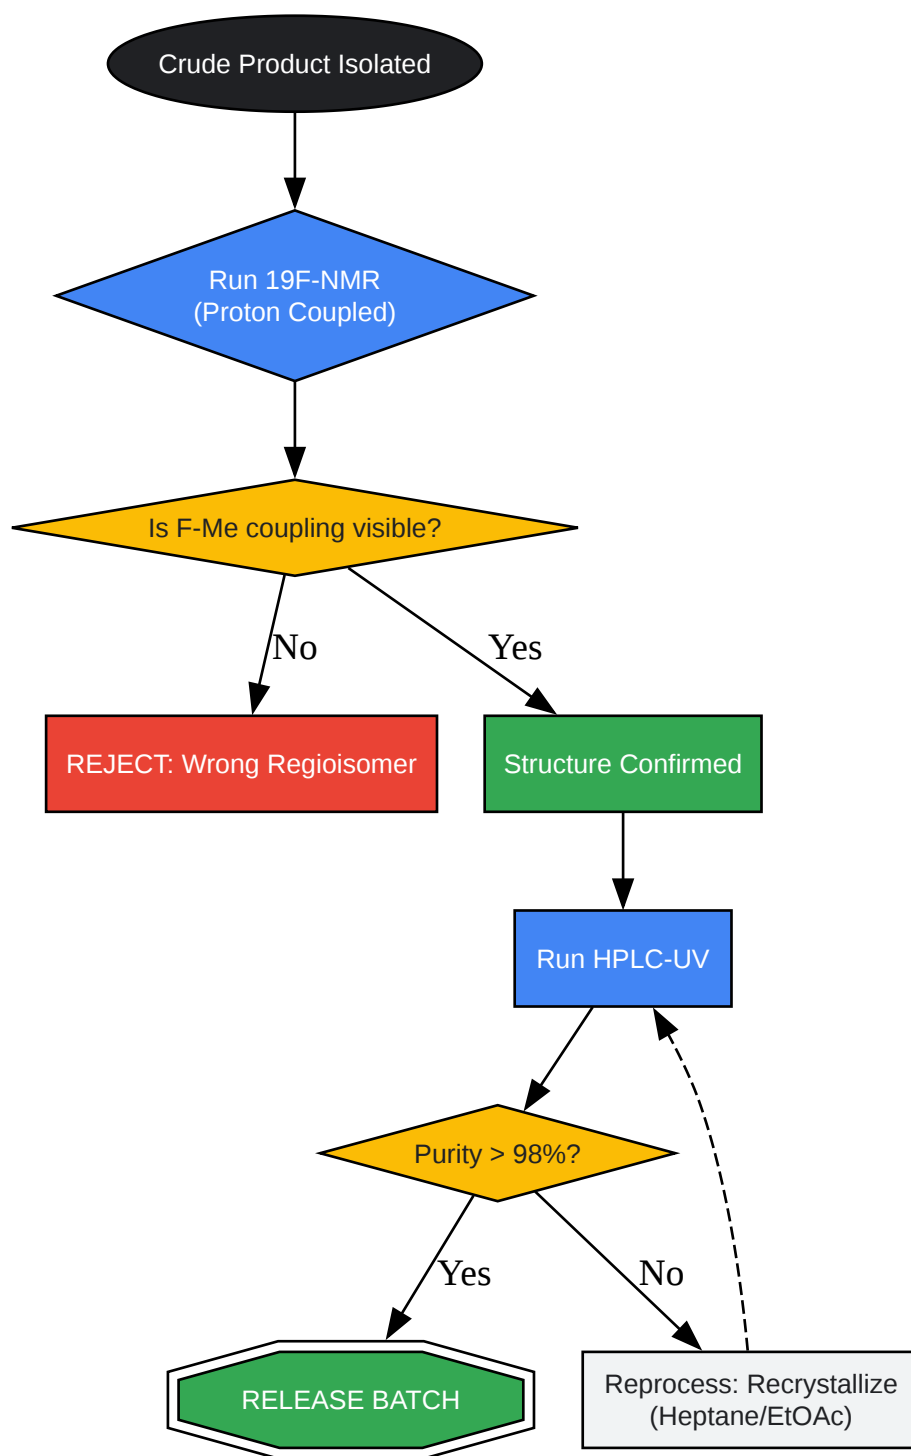 Crude Product Isolated
Run 19F-NMR
(Proton Coupled)
Is F-Me coupling visible?
No
Yes
REJECT: Wrong Regioisomer
Structure Confirmed
Run HPLC-UV
Purity > 98%?
Yes
No
RELEASE BATCH
Reprocess: Recrystallize
(Heptane/EtOAc)